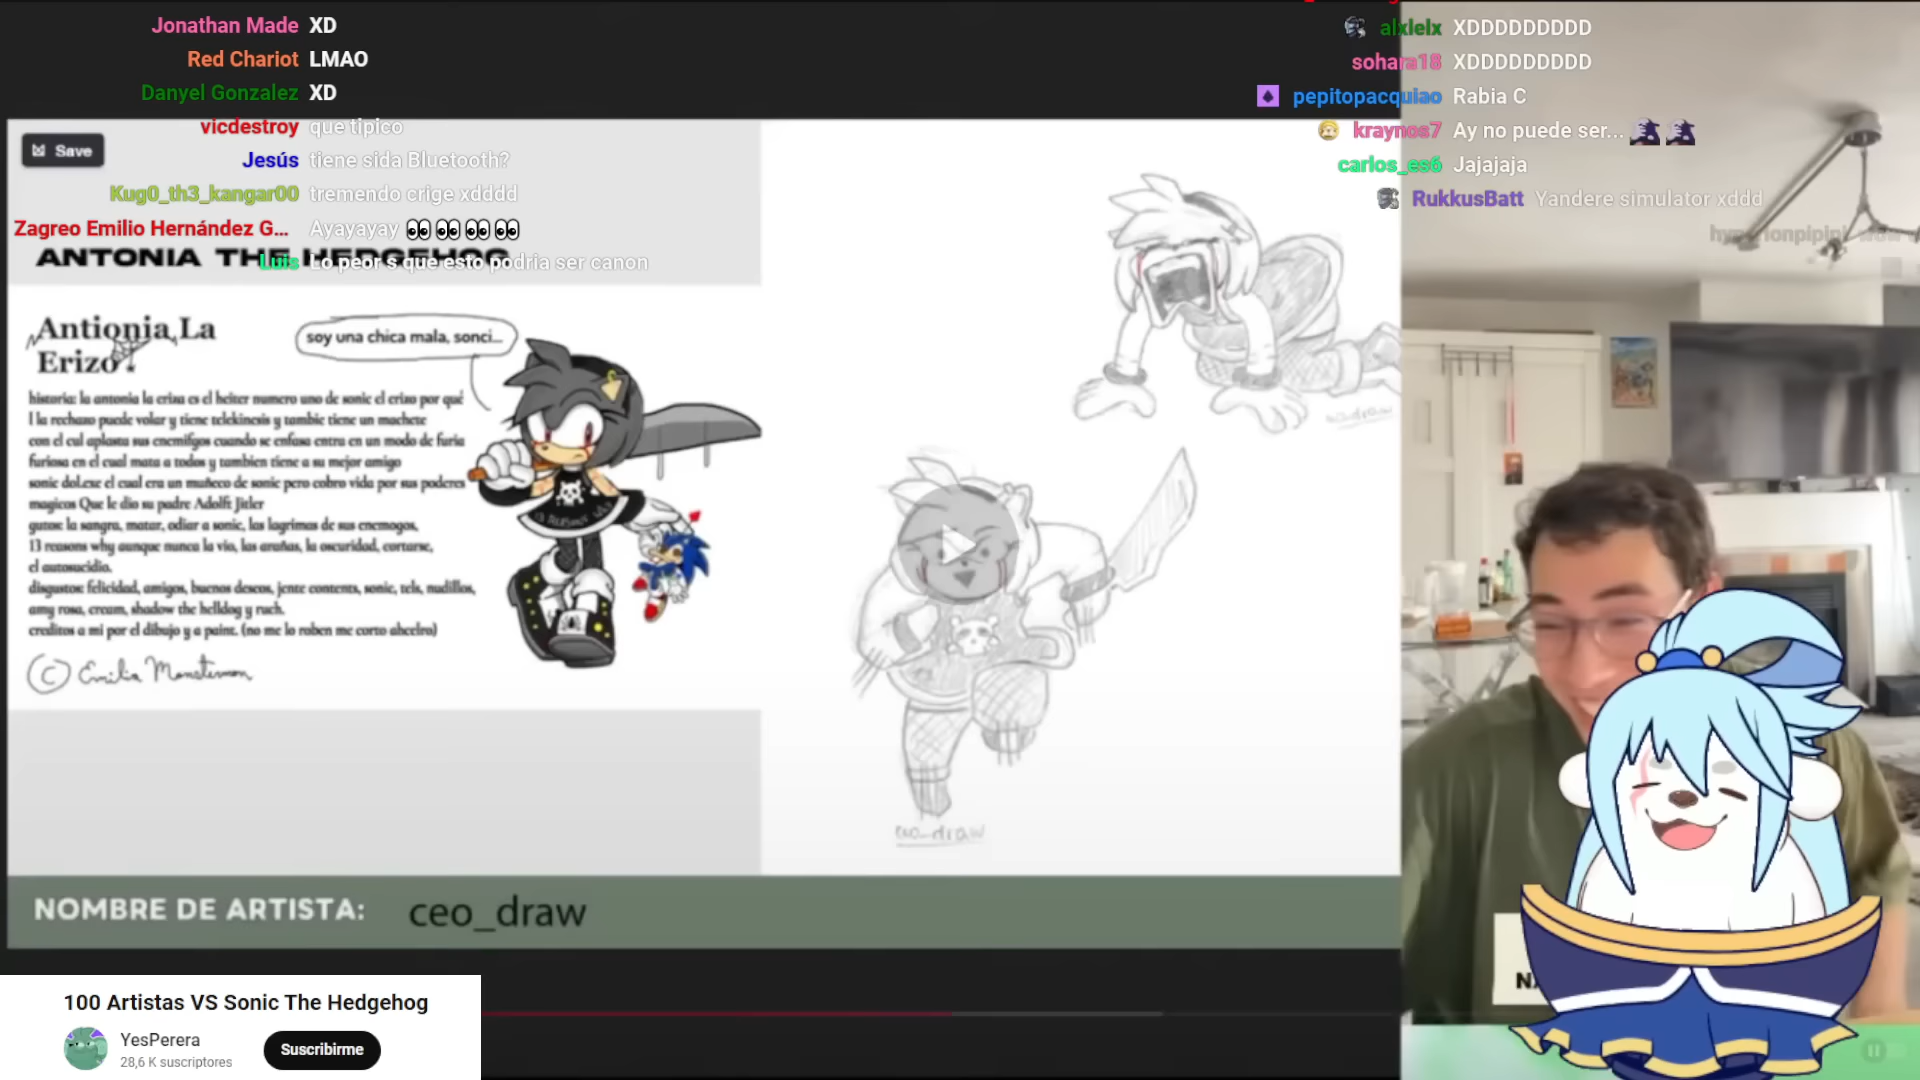 Jonathan Made XD
Red Chariot LMAO
Danyel Gonzalez XD
vicdestroy que tipico
Jesús tiene sida Bluetooth?
Kug0_th3_kangar00 tremendo crige xdddd
Zagreo Emilio Hernández G... Ayayayay 👀 👀 👀 👀
Luis Lo peor s que esto podria ser canon
alxlelx XDDDDDDDDD
sohara18 XDDDDDDDDD
pepitopacquiao Rabia C
kraynos7 Ay no puede ser...
carlos_es6 Jajajaja
RukkusBatt Yandere simulator xddd
Save
ANTONIA THE HEDGEHOG
Antionia La
Erizo
soy una chica mala, sonci...
historia: la antonia la eriza es el heiter numero uno de sonic el erizo por qué
l la rechazo puede volar y tiene telekinesis y tambie tiene un machete
con el cul aplasta sus enemifgos cuando se enfasa entra en un modo de furia
furiosa en el cual mata a todos y tambien tiene a su mejor amigo
sonic dol.exe el cual era un muñeco de sonic pero cobro vida por sus poderes
magicos Que le dio su padre Adolft Jitler
gutos: la sangra, matar, odiar a sonic, las lagrimas de sus enemogos,
13 reasons why aunque nunca la vio, las arañas, la oscuridad, cortarse,
el autosucidio.
disgustos: felicidad, amigos, buenos deseos, jente contents, sonic, tels, nudillos,
amy rosa, cream, shadow the helldog y ruch.
creditos a mi por el dibujo y a paint. (no me lo roben me corto
© Emilia Monsterman
ceo_draw
NOMBRE DE ARTISTA: ceo_draw
100 Artistas VS Sonic The Hedgehog
YesPerera
28,6 K suscriptores
Suscribirme